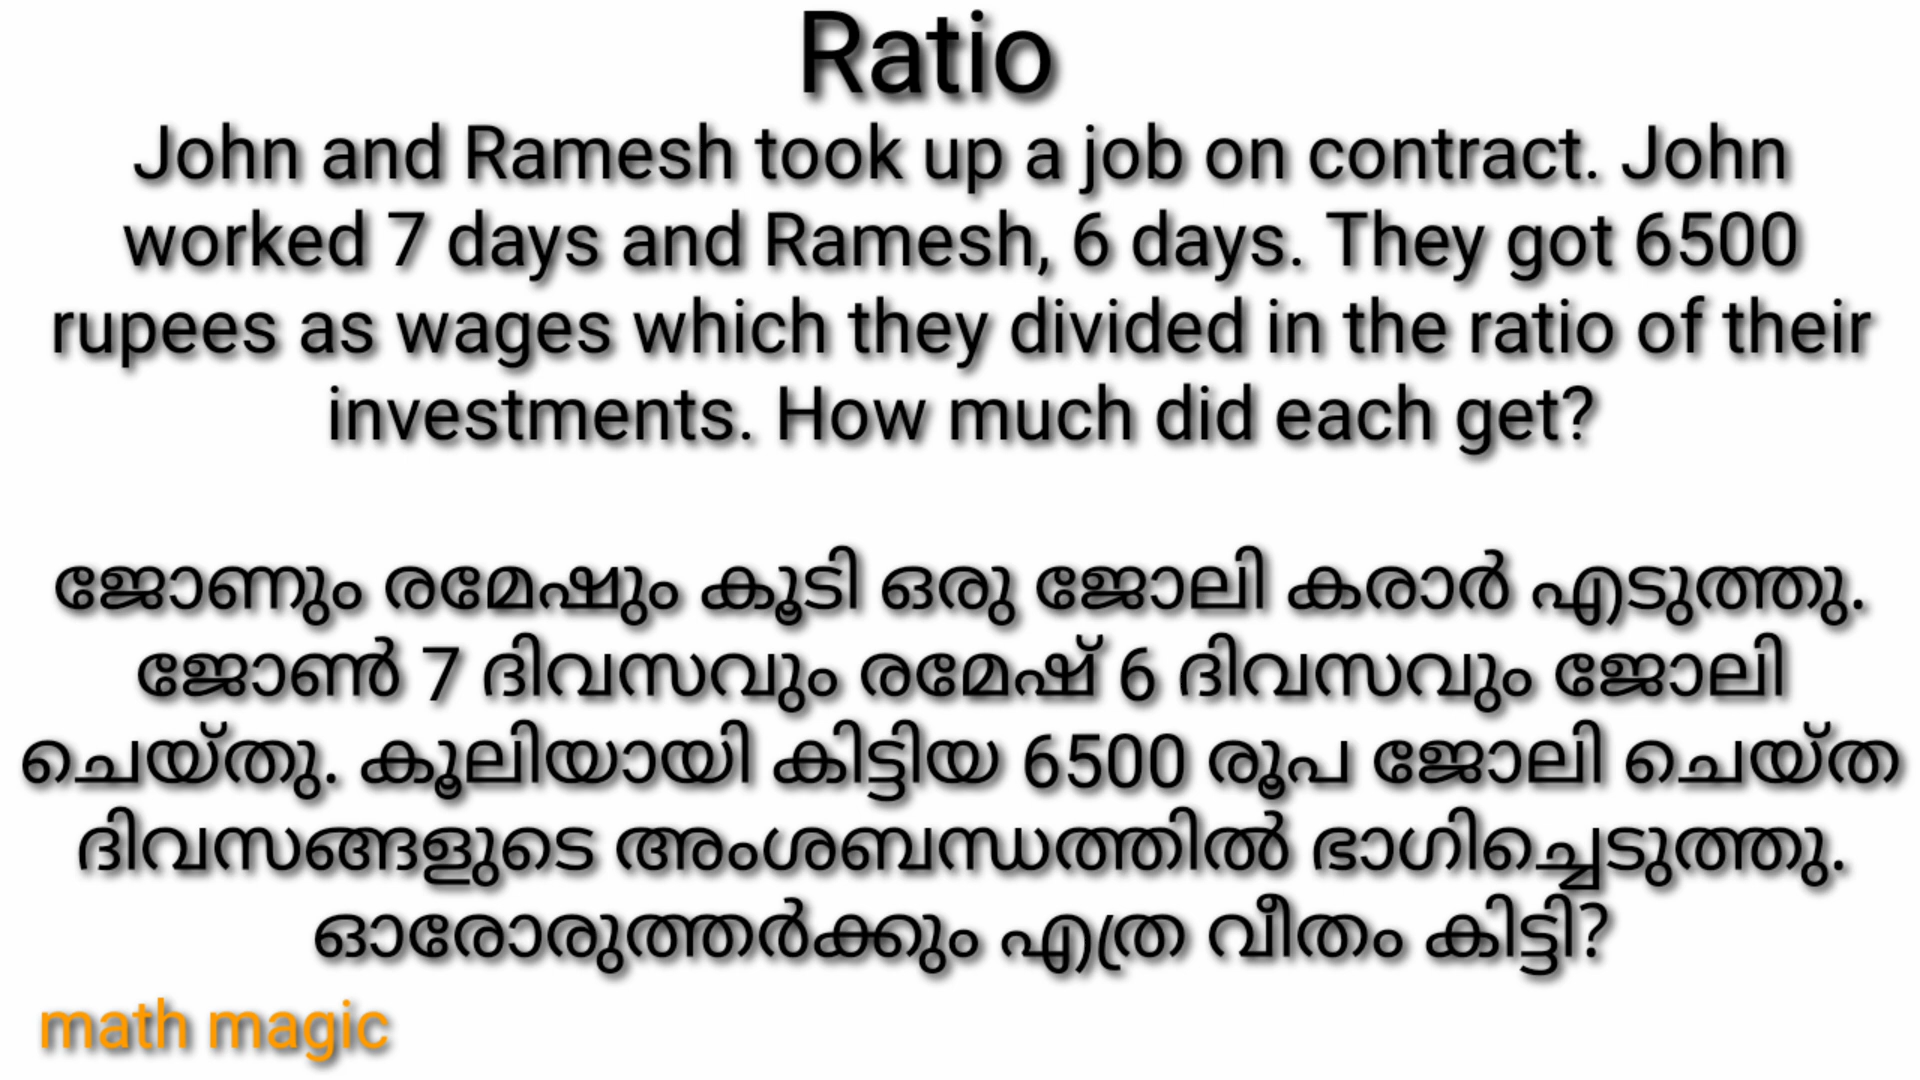 Ratio
John and Ramesh took up a job on contract. John
worked 7 days and Ramesh, 6 days. They got 6500
rupees as wages which they divided in the ratio of their
investments. How much did each get?
ജോണും രമേഷും കൂടി ഒരു ജോലി കരാർ എടുത്തു.
ജോൺ 7 ദിവസവും രമേഷ് 6 ദിവസവും ജോലി
ചെയ്തു. കൂലിയായി കിട്ടിയ 6500 രൂപ ജോലി ചെയ്ത
ദിവസങ്ങളുടെ അംശബന്ധത്തിൽ ഭാഗിച്ചെടുത്തു.
ഓരോരുത്തർക്കും എത്ര വീതം കിട്ടി?
math magic